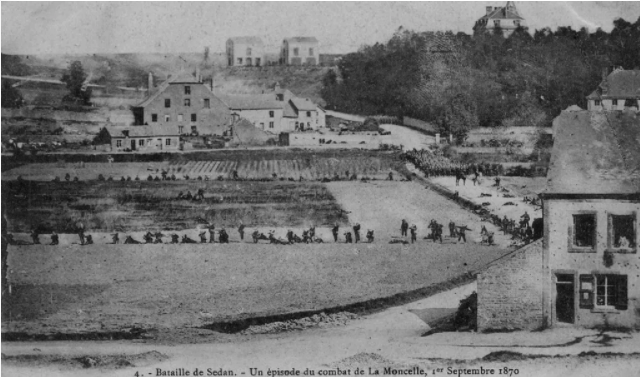 4. - Bataille de Sedan. - Un épisode du combat de La Moncelle, 1er Septembre 1870